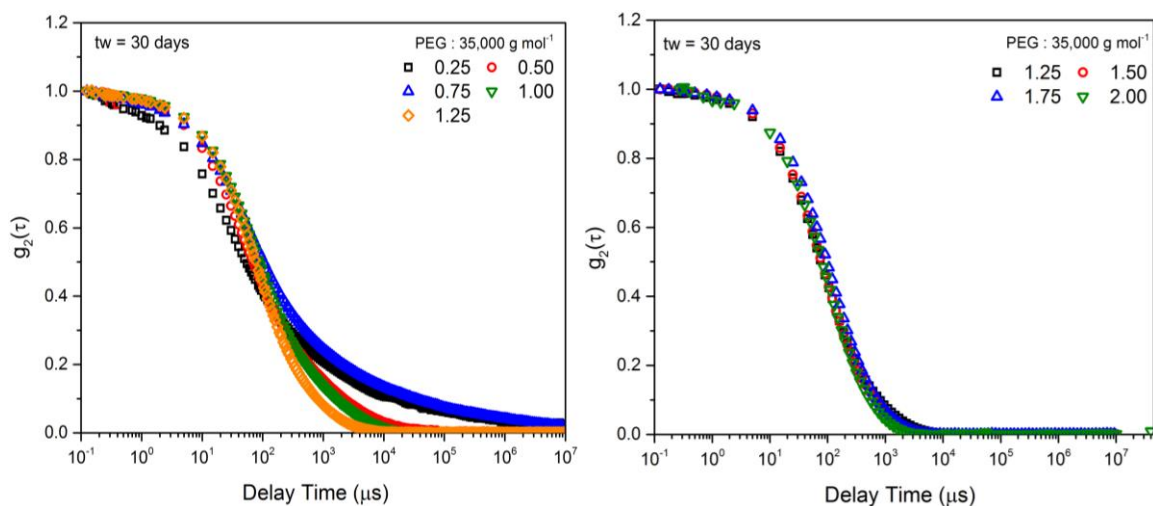 tw = 30 days
PEG : 35,000 g mol⁻¹
0.25 0.50
0.75 1.00
1.25
1.2
1.0
0.8
0.6
0.4
0.2
0.0
g₂(τ)
10⁻¹ 10⁰ 10¹ 10² 10³ 10⁴ 10⁵ 10⁶ 10⁷
Delay Time (μs)
tw = 30 days
PEG : 35,000 g mol⁻¹
1.25 1.50
1.75 2.00
1.2
1.0
0.8
0.6
0.4
0.2
0.0
g₂(τ)
10⁻¹ 10⁰ 10¹ 10² 10³ 10⁴ 10⁵ 10⁶ 10⁷
Delay Time (μs)